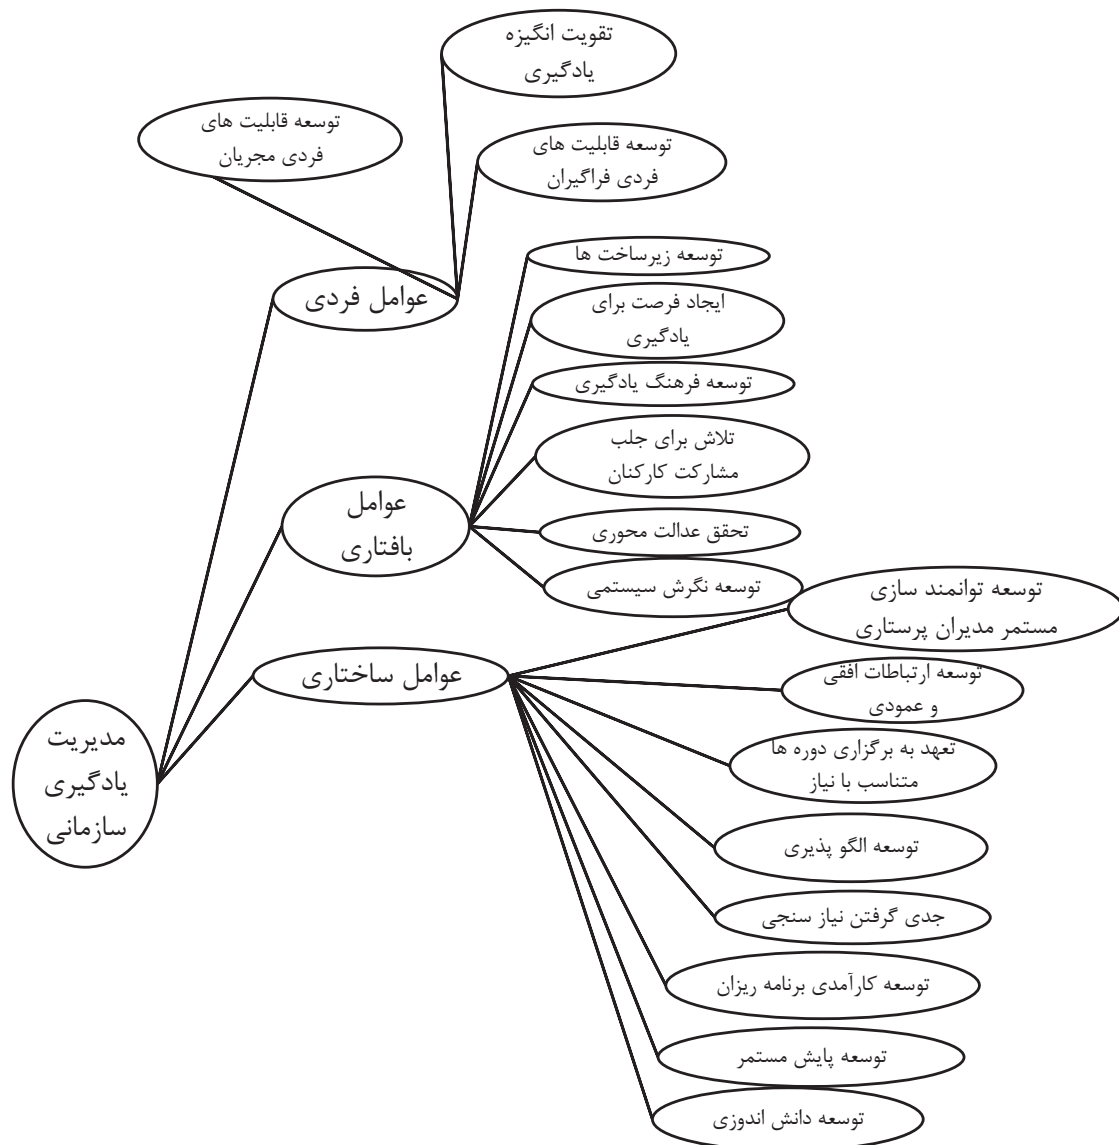 تقویت انگیزه
یادگیری
توسعه قابلیت های
فردی مجریان
توسعه قابلیت های
فردی فراگیران
عوامل فردی
توسعه زیرساخت ها
ایجاد فرصت برای
یادگیری
توسعه فرهنگ یادگیری
تلاش برای جلب
مشارکت کارکنان
عوامل
بافتاری
تحقق عدالت محوری
توسعه نگرش سیستمی
توسعه توانمند سازی
مستمر مدیران پرستاری
عوامل ساختاری
توسعه ارتباطات افقی
و عمودی
تعهد به برگزاری دوره ها
متناسب با نیاز
مدیریت
یادگیری
سازمانی
توسعه الگو پذیری
جدی گرفتن نیاز سنجی
توسعه کارآمدی برنامه ریزان
توسعه پایش مستمر
توسعه دانش اندوزی